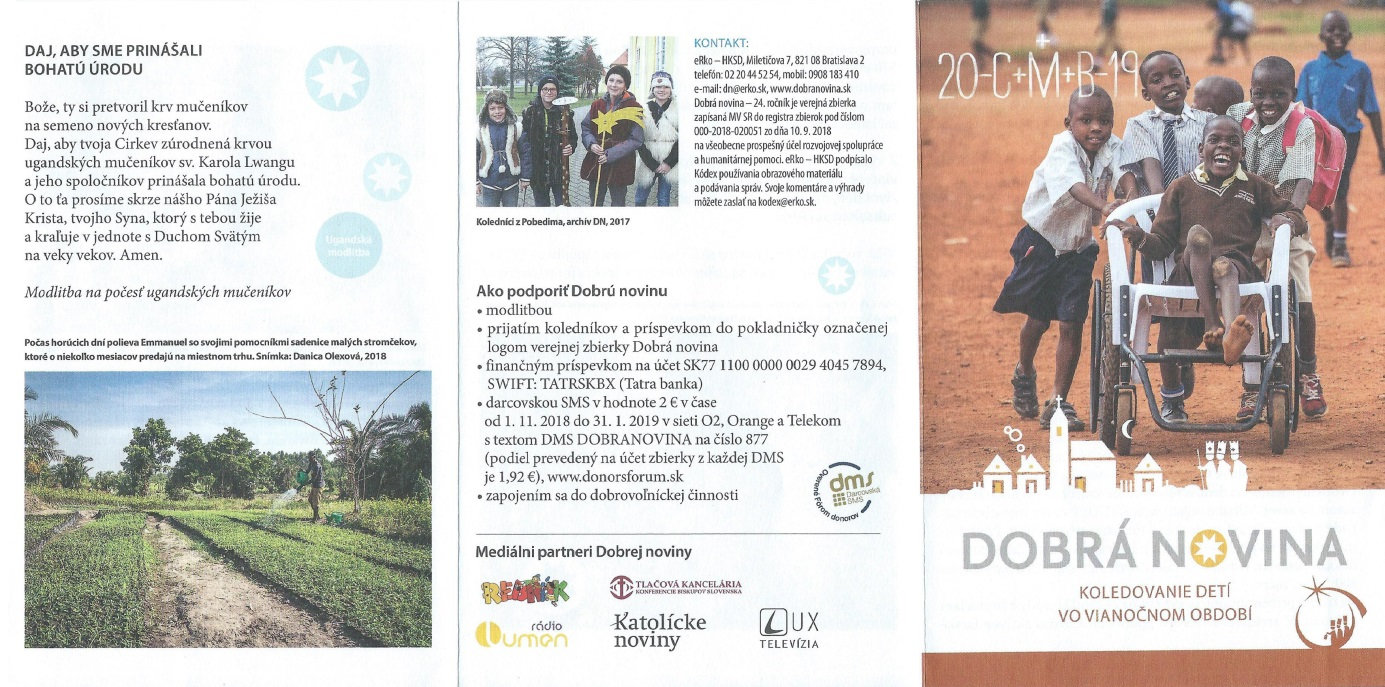 DAJ, ABY SME PRINÁŠALI
BOHATÚ ÚRODU
Bože, ty si pretvoril krv mučeníkov
na semeno nových kresťanov.
Daj, aby tvoja Cirkev zúrodnená krvou
ugandských mučeníkov sv. Karola Lwangu
a jeho spoločníkov prinášala bohatú úrodu.
O to ťa prosíme skrze nášho Pána Ježiša
Krista, tvojho Syna, ktorý s tebou žije
a kraľuje v jednote s Duchom Svätým
na veky vekov. Amen.
Ugandská
modlitba
Modlitba na počesť ugandských mučeníkov
Počas horúcich dní polieva Emmanuel so svojimi pomocníkmi sadenice malých stromčekov,
ktoré o niekoľko mesiacov predajú na miestnom trhu. Snímka: Danica Olexová, 2018
Koledníci z Pobedima, archív DN, 2017
KONTAKT:
eRko – HKSD, Miletičova 7, 821 08 Bratislava 2
telefón: 02 20 44 52 54, mobil: 0908 183 410
e-mail: dn@erko.sk, www.dobranovina.sk
Dobrá novina – 24. ročník je verejná zbierka
zapísaná MV SR do registra zbierok pod číslom
000-2018-020051 zo dňa 10. 9. 2018
na všeobecne prospešný účel rozvojovej spolupráce
a humanitárnej pomoci. eRko – HKSD podpísalo
Kódex používania obrazového materiálu
a podávania správ. Svoje komentáre a výhrady
môžete zaslať na kodex@erko.sk.
Ako podporiť Dobrú novinu
• modlitbou
• prijatím koledníkov a príspevkom do pokladničky označenej
logom verejnej zbierky Dobrá novina
• finančným príspevkom na účet SK77 1100 0000 0029 4045 7894,
SWIFT: TATRSKBX (Tatra banka)
• darcovskou SMS v hodnote 2 € v čase
od 1. 11. 2018 do 31. 1. 2019 v sieti O2, Orange a Telekom
s textom DMS DOBRANOVINA na číslo 877
(podiel prevedený na účet zbierky z každej DMS
je 1,92 €), www.donorsforum.sk
• zapojením sa do dobrovoľníckej činnosti
dms
Darcovská
SMS
Overené Fórom donorov
Mediálni partneri Dobrej noviny
REBRÍK
TLAČOVÁ KANCELÁRIA
KONFERENCIE BISKUPOV SLOVENSKA
rádio
lumen
Katolícke
noviny
LUX
TELEVÍZIA
20-C+M+B-19
DOBRÁ NOVINA
KOLEDOVANIE DETÍ
VO VIANOČNOM OBDOBÍ